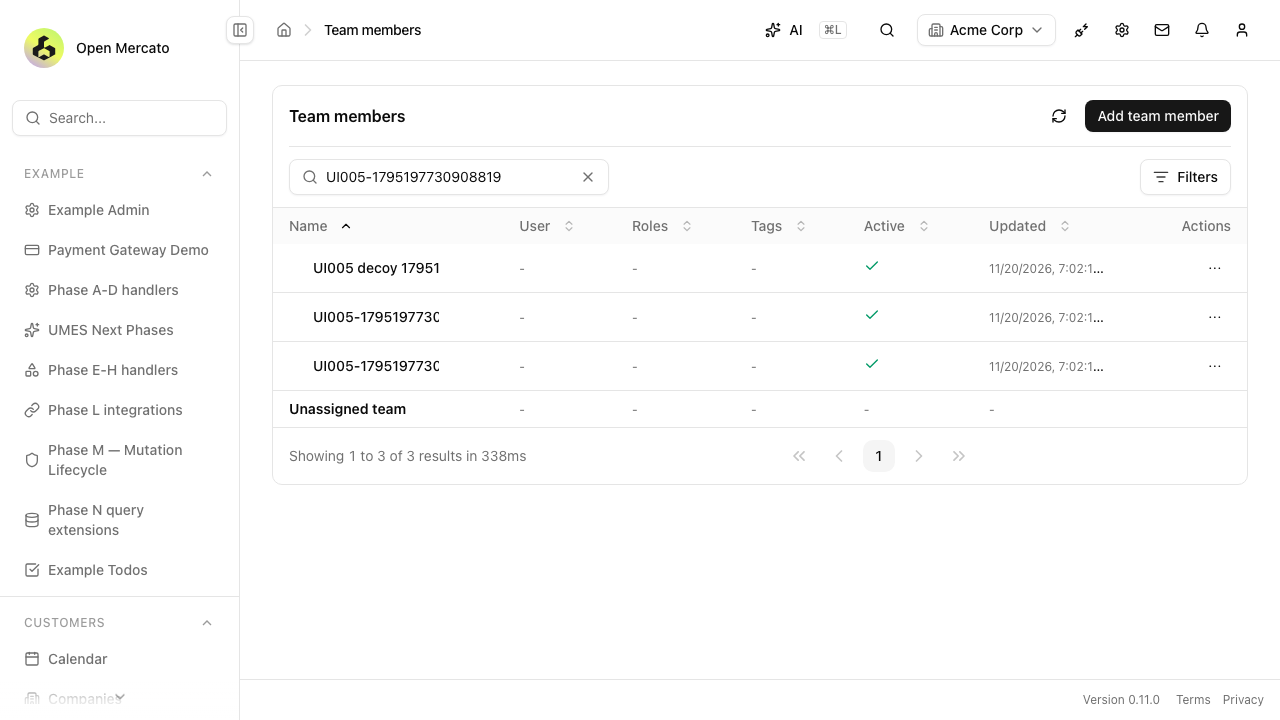 Open Mercato
Team members
AI
⌘L
Acme Corp
Search...
EXAMPLE
Example Admin
Payment Gateway Demo
Phase A-D handlers
UMES Next Phases
Phase E-H handlers
Phase L integrations
Phase M — Mutation
Lifecycle
Phase N query
extensions
Example Todos
CUSTOMERS
Calendar
Companies
Team members
Add team member
UI005-1795197730908819
Filters
Name User Roles Tags Active Updated Actions
UI005 decoy 17951 - - - 11/20/2026, 7:02:1... ...
UI005-1795197730 - - - 11/20/2026, 7:02:1... ...
UI005-1795197730 - - - 11/20/2026, 7:02:1... ...
Unassigned team - - - - -
Showing 1 to 3 of 3 results in 338ms
1
Version 0.11.0 Terms Privacy